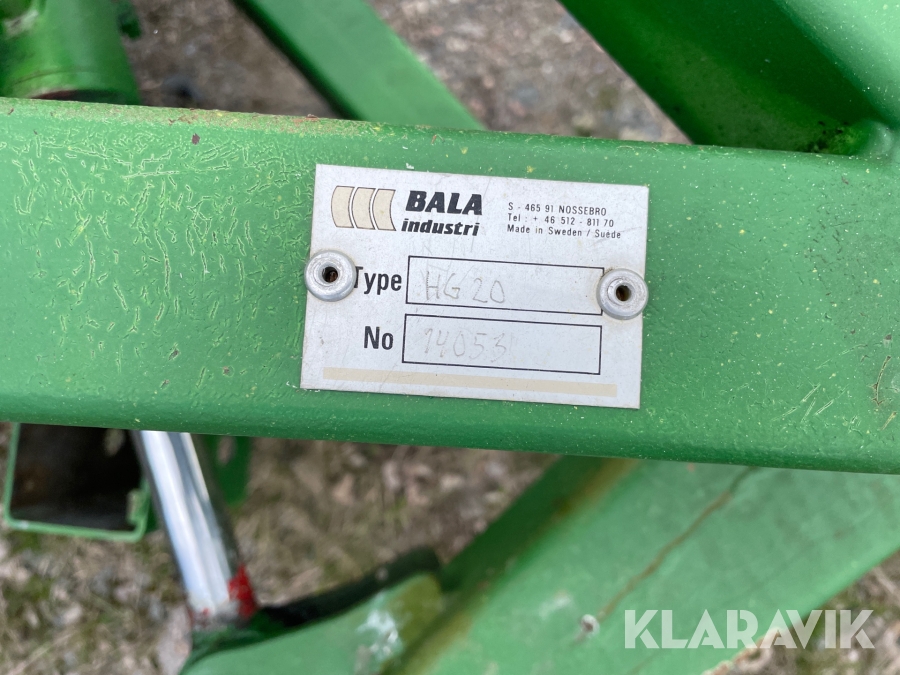 BALA
industri
S - 465 91 NOSSEBRO
Tel : + 46 512 - 811 70
Made in Sweden / Suède
Type HG 20
No 14053
KLARAVIK